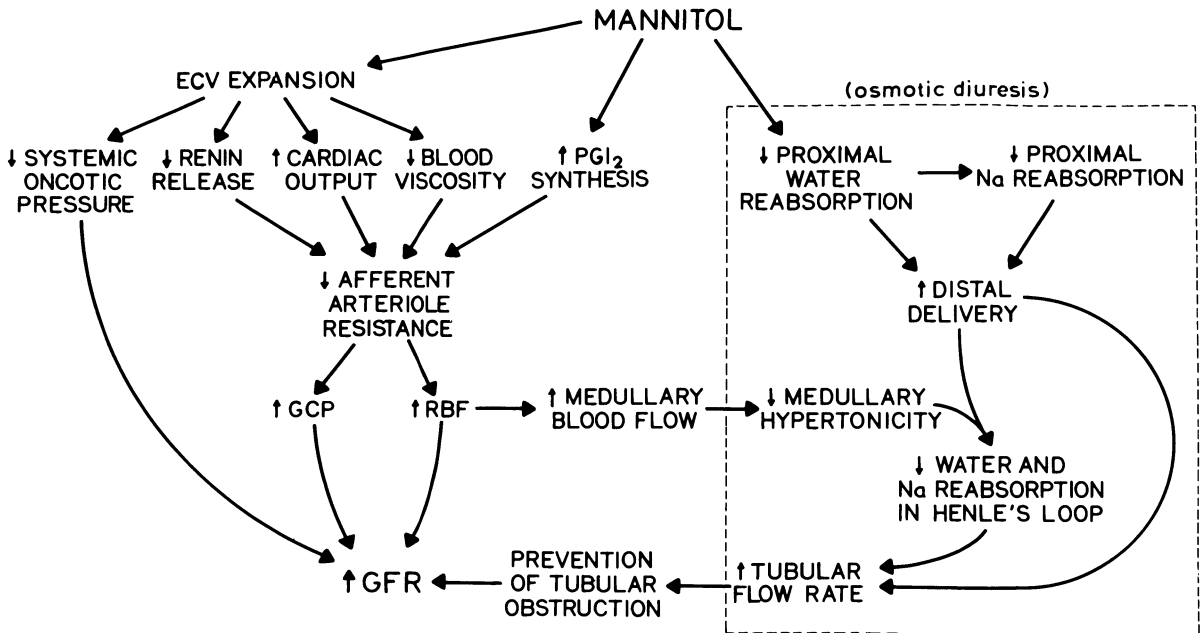 MANNITOL
ECV EXPANSION
(osmotic diuresis)
↓ SYSTEMIC
ONCOTIC
PRESSURE
↓ RENIN
RELEASE
↑ CARDIAC
OUTPUT
↓ BLOOD
VISCOSITY
↑ PGI₂
SYNTHESIS
↓ PROXIMAL
WATER
REABSORPTION
↓ PROXIMAL
Na REABSORPTION
↓ AFFERENT
ARTERIOLE
RESISTANCE
↑ DISTAL
DELIVERY
↑ GCP
↑ RBF
↑ MEDULLARY
BLOOD FLOW
↓ MEDULLARY
HYPERTONICITY
↓ WATER AND
Na REABSORPTION
IN HENLE'S LOOP
↑ GFR
PREVENTION
OF TUBULAR
OBSTRUCTION
↑ TUBULAR
FLOW RATE